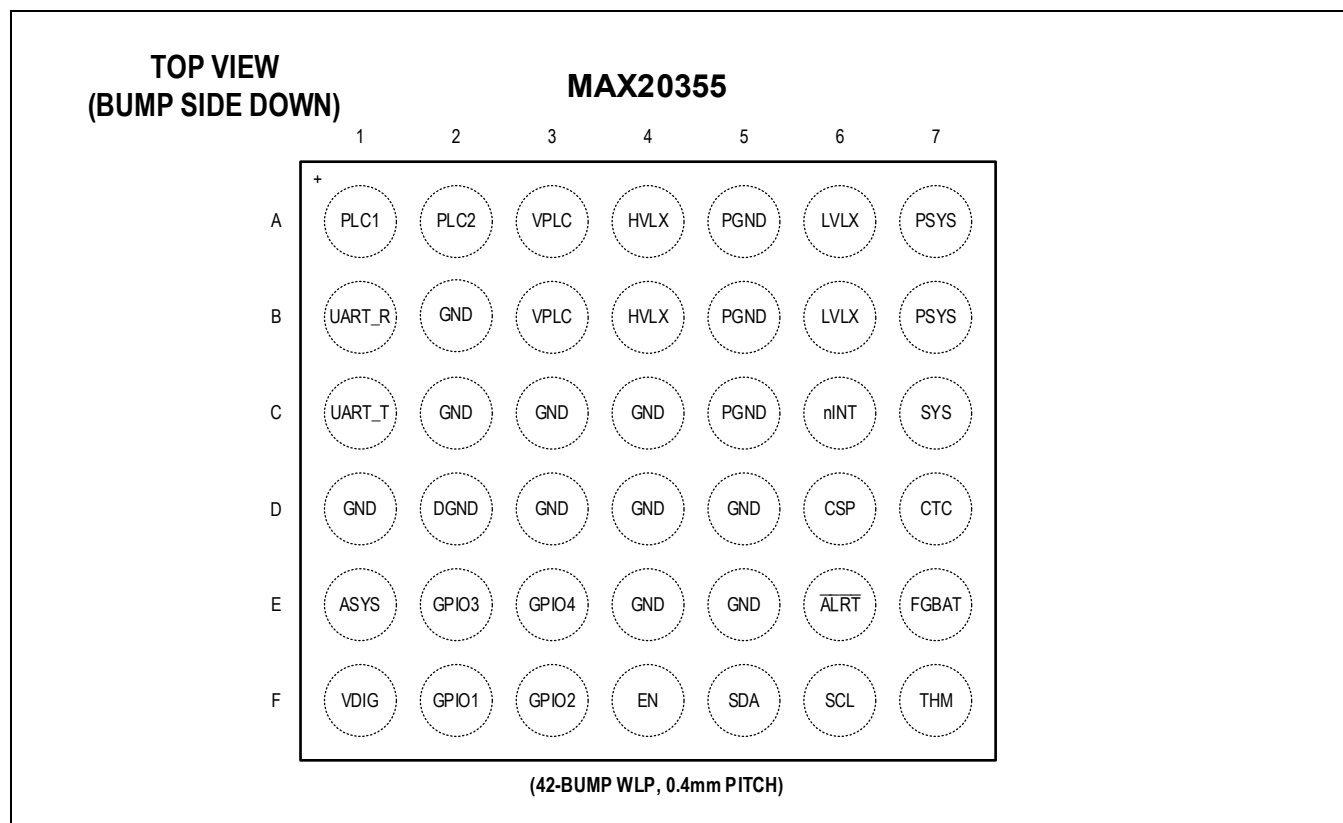 TOP VIEW
(BUMP SIDE DOWN)
MAX20355
1 2 3 4 5 6 7
+
A PLC1 PLC2 VPLC HVLX PGND LVLX PSYS
B UART_R GND VPLC HVLX PGND LVLX PSYS
C UART_T GND GND GND PGND nINT SYS
D GND DGND GND GND GND CSP CTC
E ASYS GPIO3 GPIO4 GND GND A̅L̅R̅T̅ FGBAT
F VDIG GPIO1 GPIO2 EN SDA SCL THM
(42-BUMP WLP, 0.4mm PITCH)